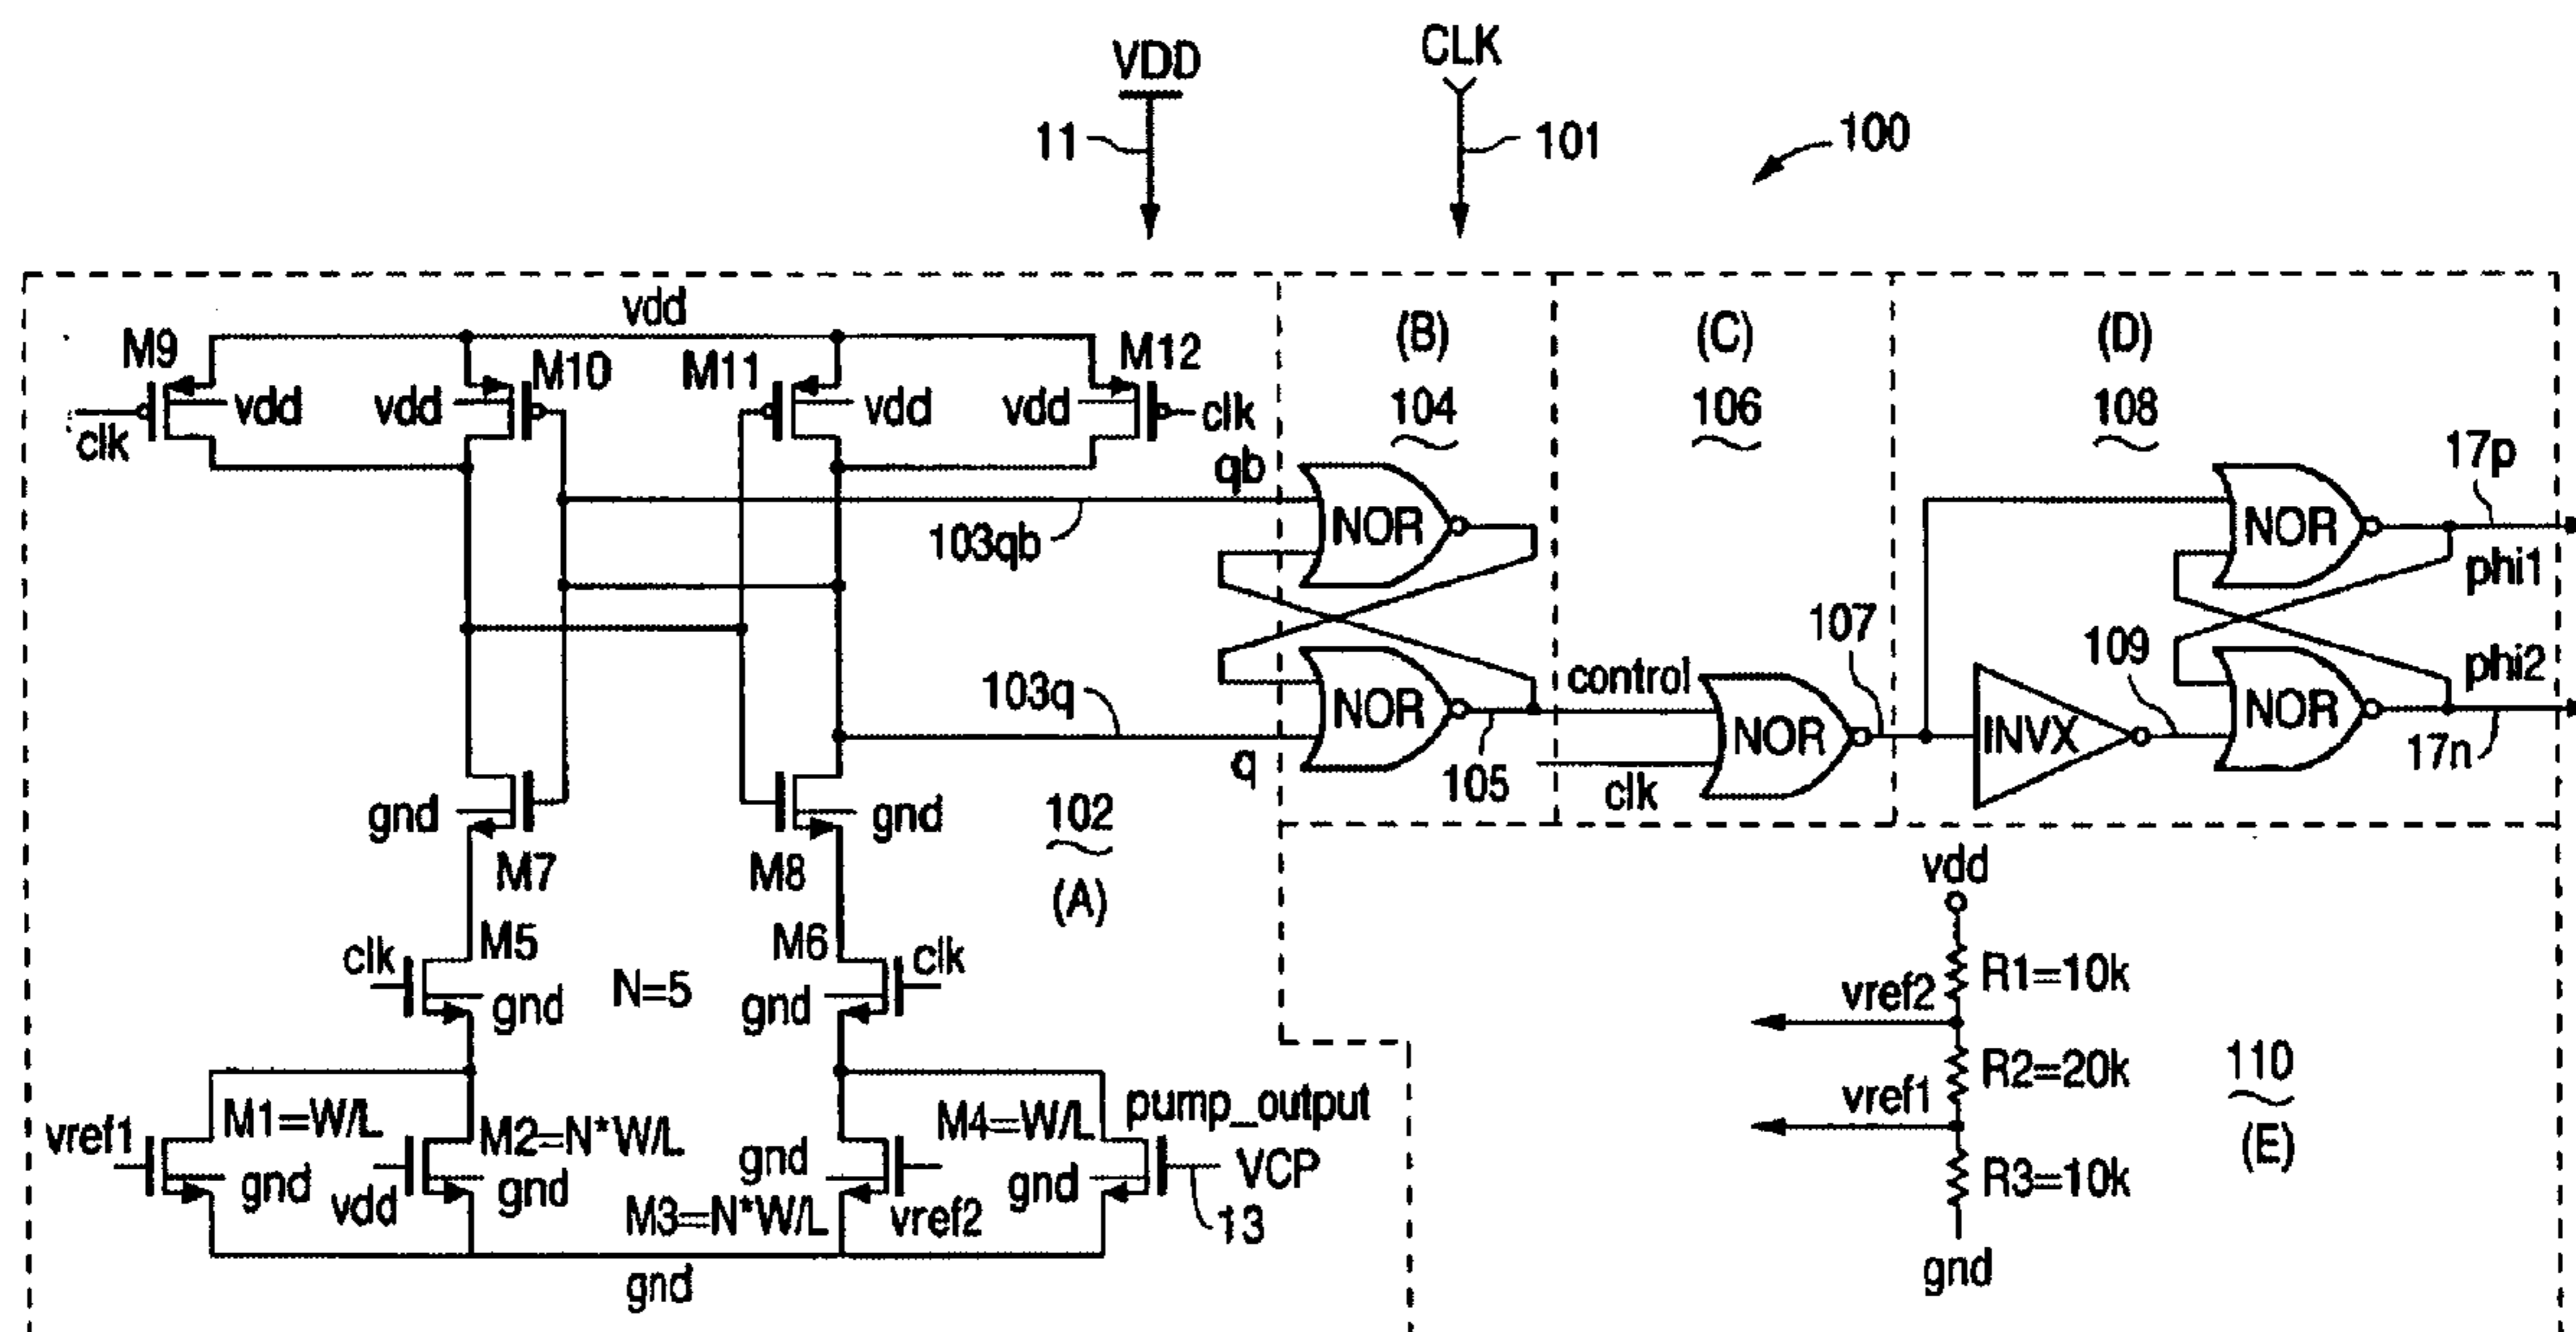 VDD
CLK
11
101
100
vdd
M9
M10
M11
M12
vdd
vdd
vdd
vdd
clk
clk
(B)
104
(C)
106
(D)
108
qb
103qb
NOR
NOR
17p
phi1
103q
q
NOR
105
control
clk
NOR
107
INVX
109
NOR
phi2
17n
gnd
M7
gnd
M8
102
(A)
clk
M5
gnd
N=5
M6
clk
gnd
vref1
M1=W/L
gnd
M2=N*W/L
vdd
gnd
gnd
M3=N*W/L
vref2
M4=W/L
gnd
pump_output
VCP
13
gnd
vdd
R1=10k
vref2
R2=20k
vref1
R3=10k
gnd
110
(E)